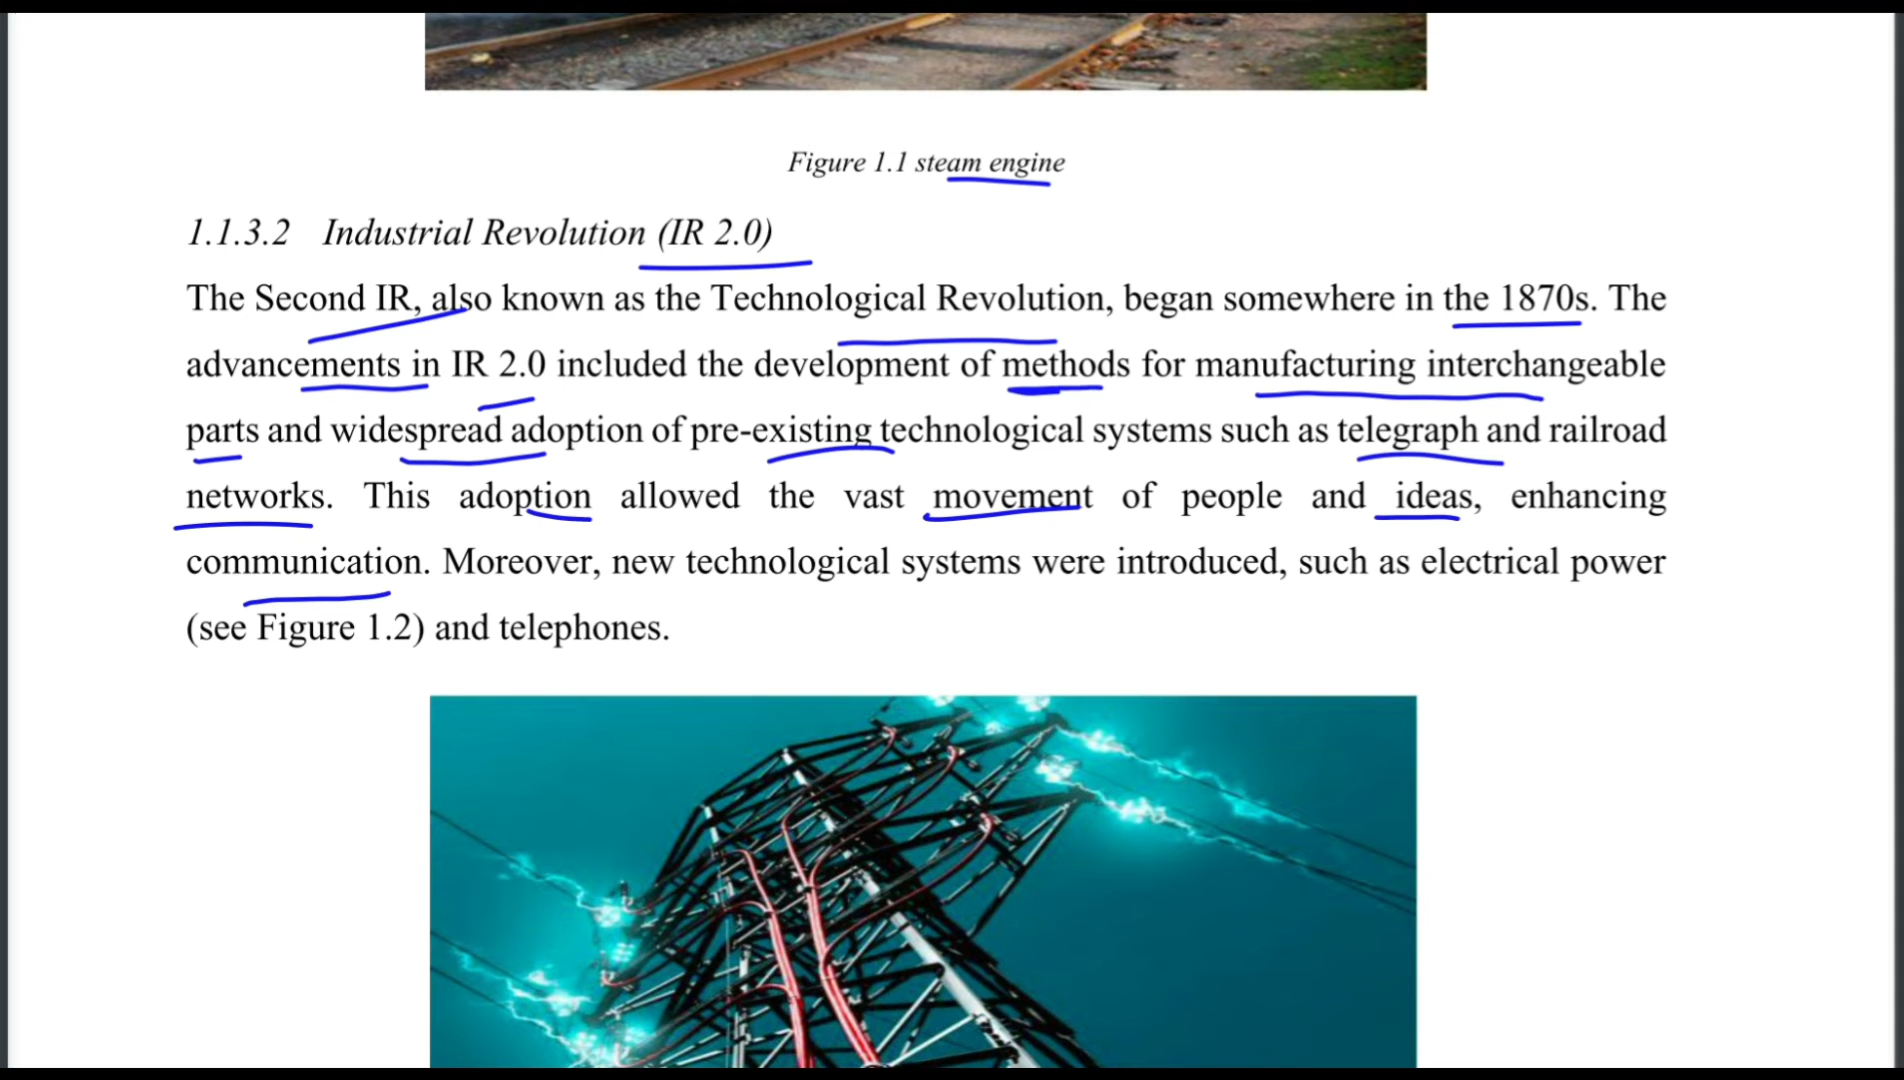 Figure 1.1 steam engine
1.1.3.2 Industrial Revolution (IR 2.0)
The Second IR, also known as the Technological Revolution, began somewhere in the 1870s. The
advancements in IR 2.0 included the development of methods for manufacturing interchangeable
parts and widespread adoption of pre-existing technological systems such as telegraph and railroad
networks. This adoption allowed the vast movement of people and ideas, enhancing
communication. Moreover, new technological systems were introduced, such as electrical power
(see Figure 1.2) and telephones.